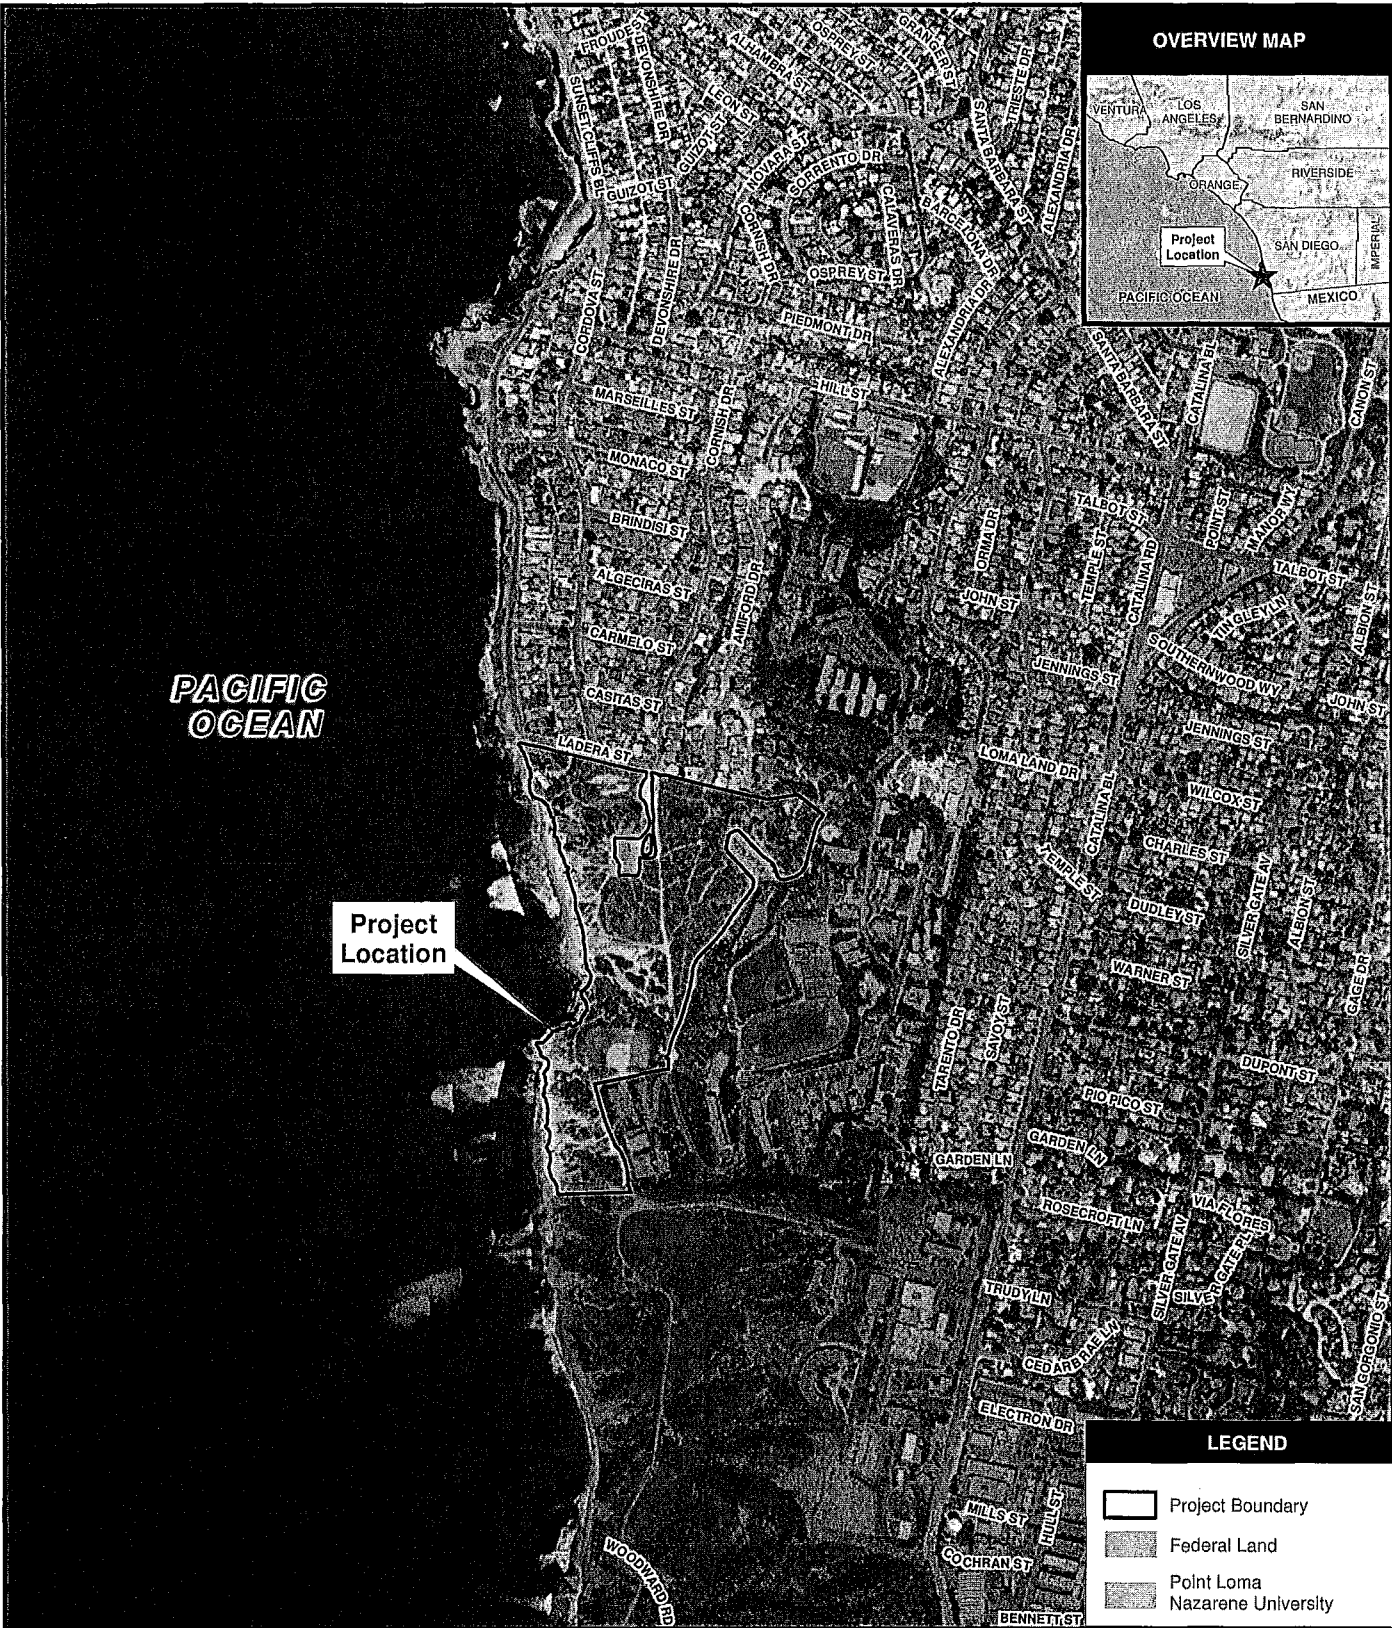 OVERVIEW MAP
VENTURA
LOS
ANGELES
SAN
BERNARDINO
ORANGE
RIVERSIDE
SAN DIEGO
IMPERIAL
Project
Location
PACIFIC OCEAN
MEXICO
FROUDE ST
DEVONSHIRE DR
ALHAMBRA ST
OSPREY ST
GRANGER ST
TRIESTE DR
SUNSET CLIFFS BL
LEON ST
GUIZOT ST
NOVARA ST
SORRENTO DR
SANTA BARBARA ST
ALEXANDRIA DR
GUIZOT ST
CORNISH DR
CALAVERAS DR
BARCELONA DR
OSPREY ST
CORDOVA ST
DEVONSHIRE DR
PIEDMONT DR
ALEXANDRIA DR
HILL ST
SANTA BARBARA ST
CATALINA BL
CANON ST
MARSEILLES ST
CORNISH DR
MONACO ST
BRINDISI ST
ORMA DR
TALBOT ST
POINT ST
MANOR WY
ALGECIRAS ST
AMIFORD DR
JOHN ST
TEMPLE ST
CATALINA RD
TALBOT ST
TINGLEY LN
ALBION ST
CARMELO ST
JENNINGS ST
SOUTHERNWOOD WY
JOHN ST
PACIFIC
OCEAN
CASITAS ST
JENNINGS ST
LADERA ST
LOMA LAND DR
WILCOX ST
CATALINA BL
CHARLES ST
TEMPLE ST
DUDLEY ST
SILVER GATE AV
ALBION ST
Project
Location
WARNER ST
GAGE DR
TARENTO DR
SAVOY ST
DUPONT ST
PIO PICO ST
GARDEN LN
GARDEN LN
ROSECROFT LN
VIA FLORES
SILVER GATE AV
SILVER GATE PL
TRUDY LN
CEDARBRAE LN
SAN GORGONIO ST
ELECTRON DR
MILLS ST
HULL ST
COCHRAN ST
WOODWARD RD
BENNETT ST
LEGEND
Project Boundary
Federal Land
Point Loma
Nazarene University